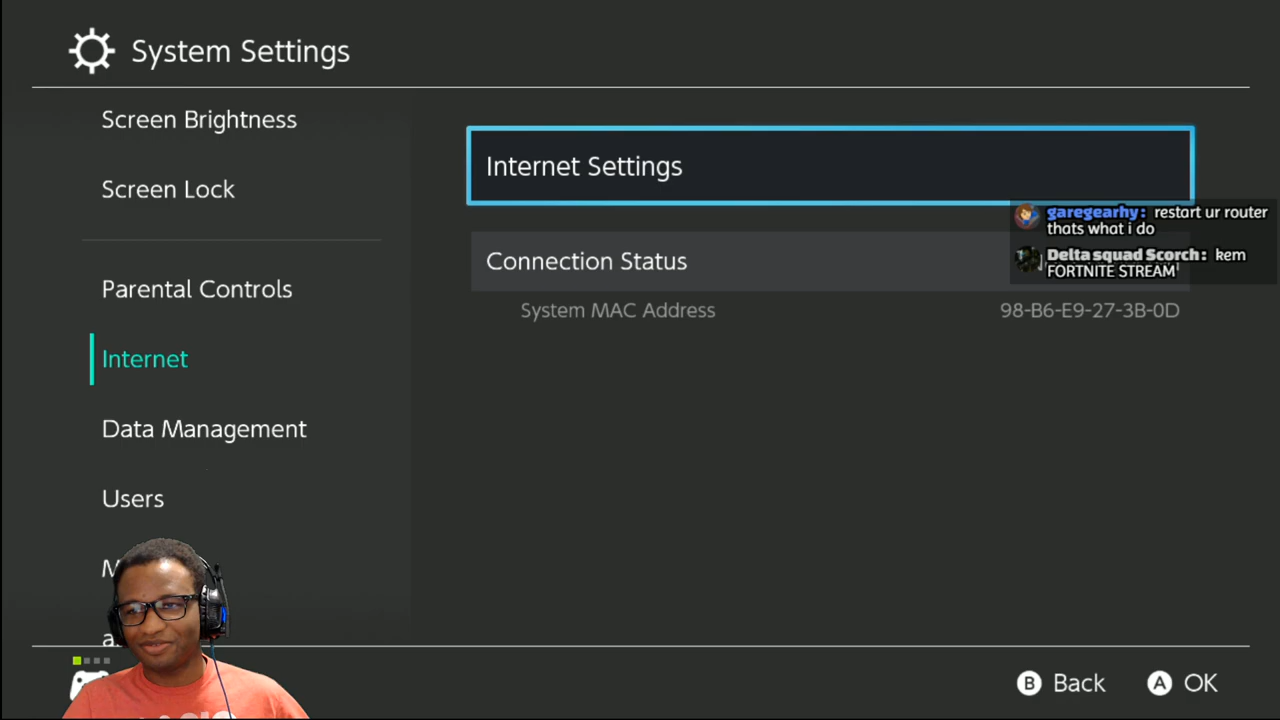 System Settings
Screen Brightness
Screen Lock
Parental Controls
Internet
Data Management
Users
Internet Settings
Connection Status
System MAC Address 98-B6-E9-27-3B-0D
garegearhy: restart ur router
thats what i do
Delta squad Scorch: kem
FORTNITE STREAM
B Back A OK